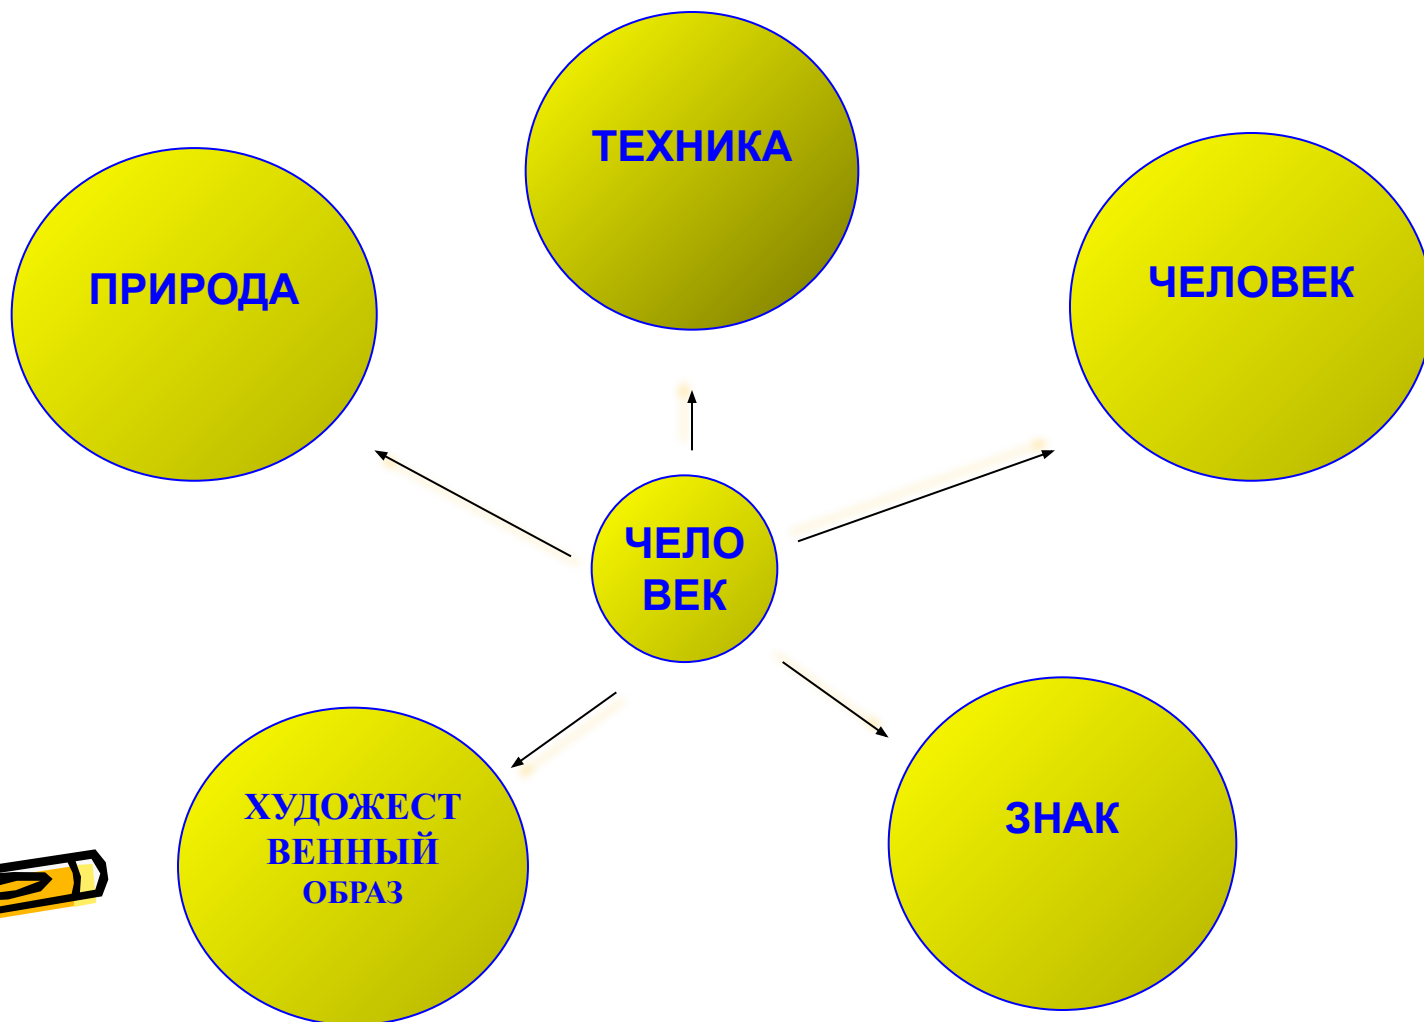 ТЕХНИКА
ПРИРОДА
ЧЕЛОВЕК
ЧЕЛО
ВЕК
ХУДОЖЕСТ
ВЕННЫЙ
ОБРАЗ
ЗНАК